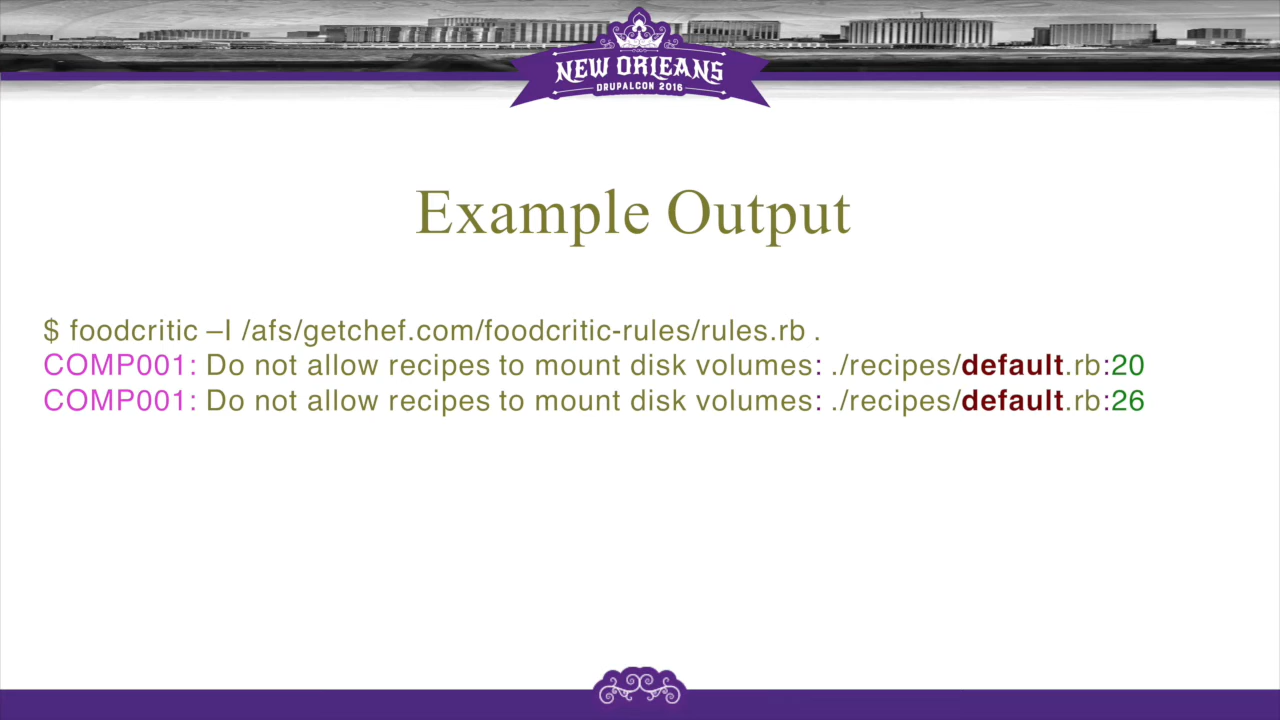 NEW ORLEANS
DRUPALCON 2016
Example Output
$ foodcritic –I /afs/getchef.com/foodcritic-rules/rules.rb .
COMP001: Do not allow recipes to mount disk volumes: ./recipes/default.rb:20
COMP001: Do not allow recipes to mount disk volumes: ./recipes/default.rb:26